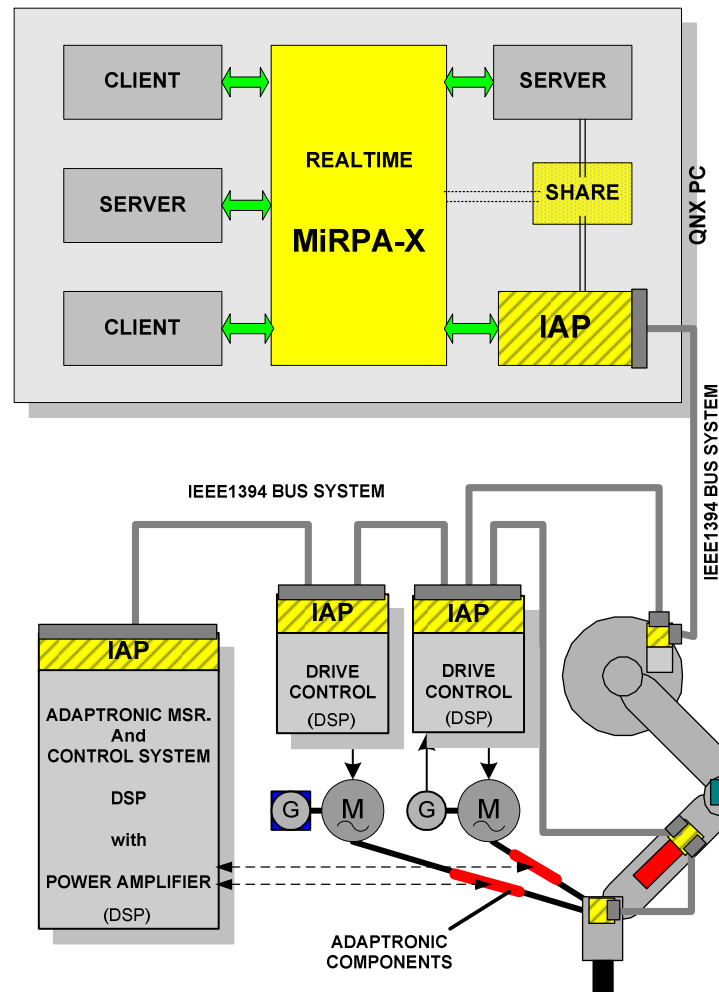 CLIENT
SERVER
REALTIME
SHARE
SERVER
MiRPA-X
QNX PC
CLIENT
IAP
IEEE1394 BUS SYSTEM
IEEE1394 BUS SYSTEM
IAP
IAP
IAP
DRIVE
CONTROL
(DSP)
DRIVE
CONTROL
(DSP)
ADAPTRONIC MSR.
And
CONTROL SYSTEM
DSP
with
POWER AMPLIFIER
(DSP)
G
M
G
M
ADAPTRONIC
COMPONENTS